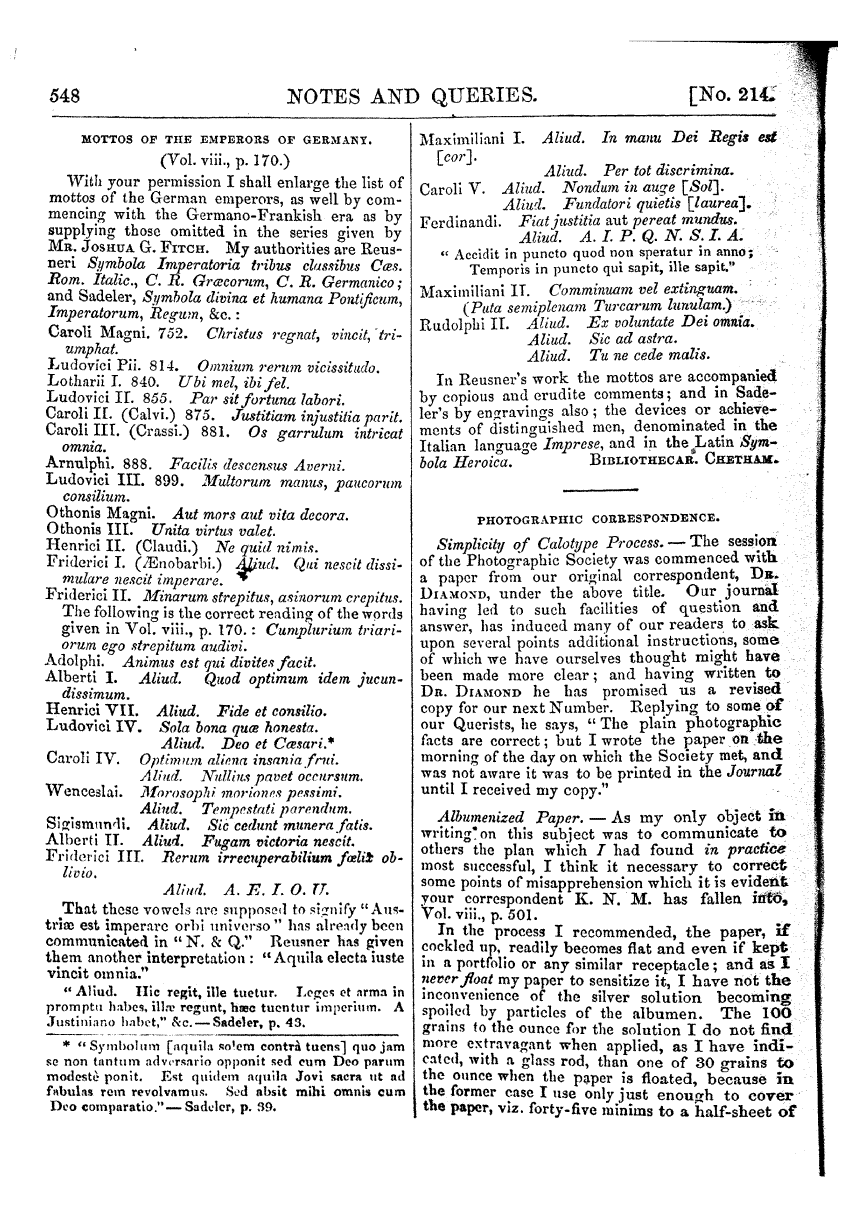 548 NOTES AND QUERIES. [No. 214.
MOTTOS OF THE EMPERORS OF GERMANY.
(Vol. viii., p. 170.)
With your permission I shall enlarge the list of
mottos of the German emperors, as well by com-
mencing with the Germano-Frankish era as by
supplying those omitted in the series given by
MR. JOSHUA G. FITCH. My authorities are Reus-
neri Symbola Imperatoria tribus classibus Cæs.
Rom. Italic., C. R. Græcorum, C. R. Germanico;
and Sadeler, Symbola divina et humana Pontificum,
Imperatorum, Regum, &c.:
Caroli Magni. 752. Christus regnat, vincit, tri-
umphat.
Ludovici Pii. 814. Omnium rerum vicissitudo.
Lotharii I. 840. Ubi mel, ibi fel.
Ludovici II. 855. Par sit fortuna labori.
Caroli II. (Calvi.) 875. Justitiam injustitia parit.
Caroli III. (Crassi.) 881. Os garrulum intricat
omnia.
Arnulphi. 888. Facilis descensus Averni.
Ludovici III. 899. Multorum manus, paucorum
consilium.
Othonis Magni. Aut mors aut vita decora.
Othonis III. Unita virtus valet.
Henrici II. (Claudi.) Ne quid nimis.
Friderici I. (Ænobarbi.) Aliud. Qui nescit dissi-
mulare nescit imperare.
Friderici II. Minarum strepitus, asinorum crepitus.
The following is the correct reading of the words
given in Vol. viii., p. 170.: Cumplurium triari-
orum ego strepitum audivi.
Adolphi. Animus est qui divites facit.
Alberti I. Aliud. Quod optimum idem jucun-
dissimum.
Henrici VII. Aliud. Fide et consilio.
Ludovici IV. Sola bona quæ honesta.
Aliud. Deo et Cæsari.*
Caroli IV. Optimum aliena insania frui.
Aliud. Nullius pavet occursum.
Wenceslai. Morosophi moriones pessimi.
Aliud. Tempestati parendum.
Sigismundi. Aliud. Sic cedunt munera fatis.
Alberti II. Aliud. Fugam victoria nescit.
Friderici III. Rerum irrecuperabilium fœlix ob-
livio.
Aliud. A. E. I. O. U.
That these vowels are supposed to signify "Aus-
triæ est imperare orbi universo" has already been
communicated in "N. & Q." Reusner has given
them another interpretation: "Aquila electa iuste
vincit omnia."
"Aliud. Hic regit, ille tuetur. Leges et arma in
promptu habes, illæ regunt, hæc tuentur imperium. A
Justiniano habet," &c.—Sadeler, p. 43.
* "Symbolum [aquila solem contrà tuens] quo jam
se non tantum adversario opponit sed cum Deo parum
modestè ponit. Est quidem aquila Jovi sacra ut ad
fabulas rem revolvamus. Sed absit mihi omnis cum
Deo comparatio."—Sadeler, p. 39.
Maximiliani I. Aliud. In manu Dei Regis est
[cor].
Aliud. Per tot discrimina.
Caroli V. Aliud. Nondum in auge [Sol].
Aliud. Fundatori quietis [laurea].
Ferdinandi. Fiat justitia aut pereat mundus.
Aliud. A. I. P. Q. N. S. I. A.
"Accidit in puncto quod non speratur in anno;
Temporis in puncto qui sapit, ille sapit."
Maximiliani II. Comminuam vel extinguam.
(Puta semiplenam Turcarum lunulam.)
Rudolphi II. Aliud. Ex voluntate Dei omnia.
Aliud. Sic ad astra.
Aliud. Tu ne cede malis.
In Reusner's work the mottos are accompanied
by copious and erudite comments; and in Sade-
ler's by engravings also; the devices or achieve-
ments of distinguished men, denominated in the
Italian language Imprese, and in the Latin Sym-
bola Heroica. BIBLIOTHECAR. CHETHAM.
PHOTOGRAPHIC CORRESPONDENCE.
Simplicity of Calotype Process.—The session
of the Photographic Society was commenced with
a paper from our original correspondent, DR.
DIAMOND, under the above title. Our journal
having led to such facilities of question and
answer, has induced many of our readers to ask
upon several points additional instructions, some
of which we have ourselves thought might have
been made more clear; and having written to
DR. DIAMOND he has promised us a revised
copy for our next Number. Replying to some of
our Querists, he says, "The plain photographic
facts are correct; but I wrote the paper on the
morning of the day on which the Society met, and
was not aware it was to be printed in the Journal
until I received my copy."
Albumenized Paper.—As my only object in
writing on this subject was to communicate to
others the plan which I had found in practice
most successful, I think it necessary to correct
some points of misapprehension which it is evident
your correspondent K. N. M. has fallen into,
Vol. viii., p. 501.
In the process I recommended, the paper, if
cockled up, readily becomes flat and even if kept
in a portfolio or any similar receptacle; and as I
never float my paper to sensitize it, I have not the
inconvenience of the silver solution becoming
spoiled by particles of the albumen. The 100
grains to the ounce for the solution I do not find
more extravagant when applied, as I have indi-
cated, with a glass rod, than one of 30 grains to
the ounce when the paper is floated, because in
the former case I use only just enough to cover
the paper, viz. forty-five minims to a half-sheet of